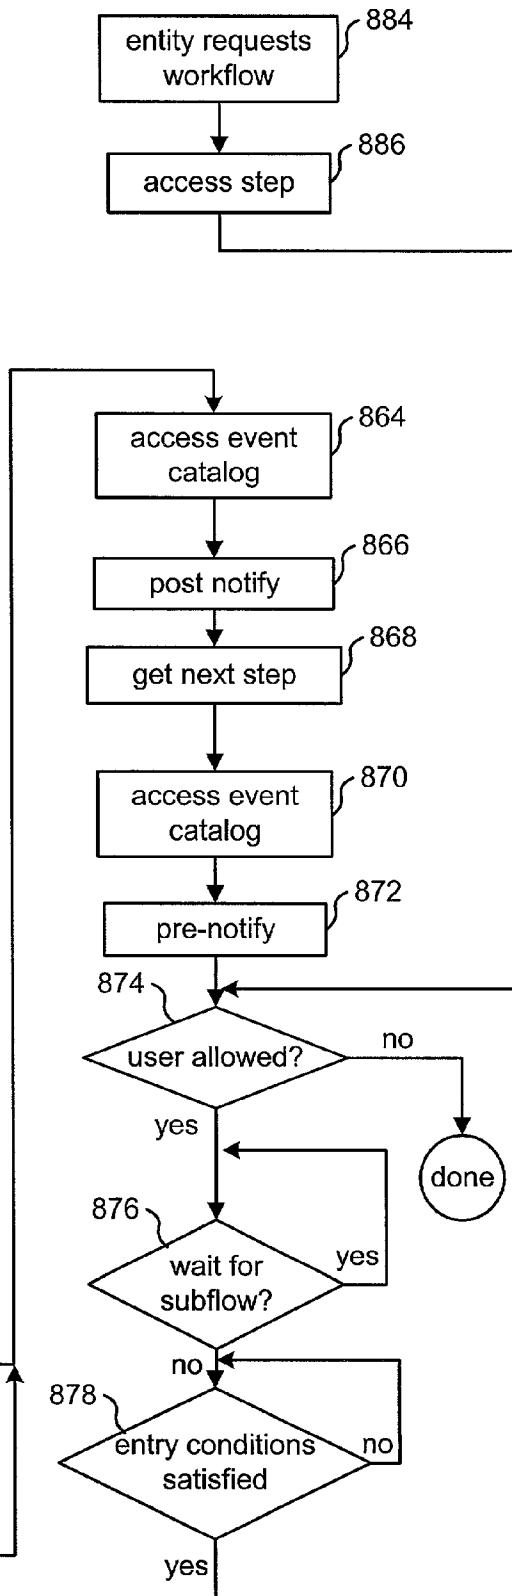 884
entity requests
workflow
886
access step
864
access event
catalog
866
post notify
868
get next step
870
access event
catalog
872
pre-notify
874
user allowed?
no
yes
done
876
wait for
subflow?
yes
no
878
entry conditions
satisfied
no
yes